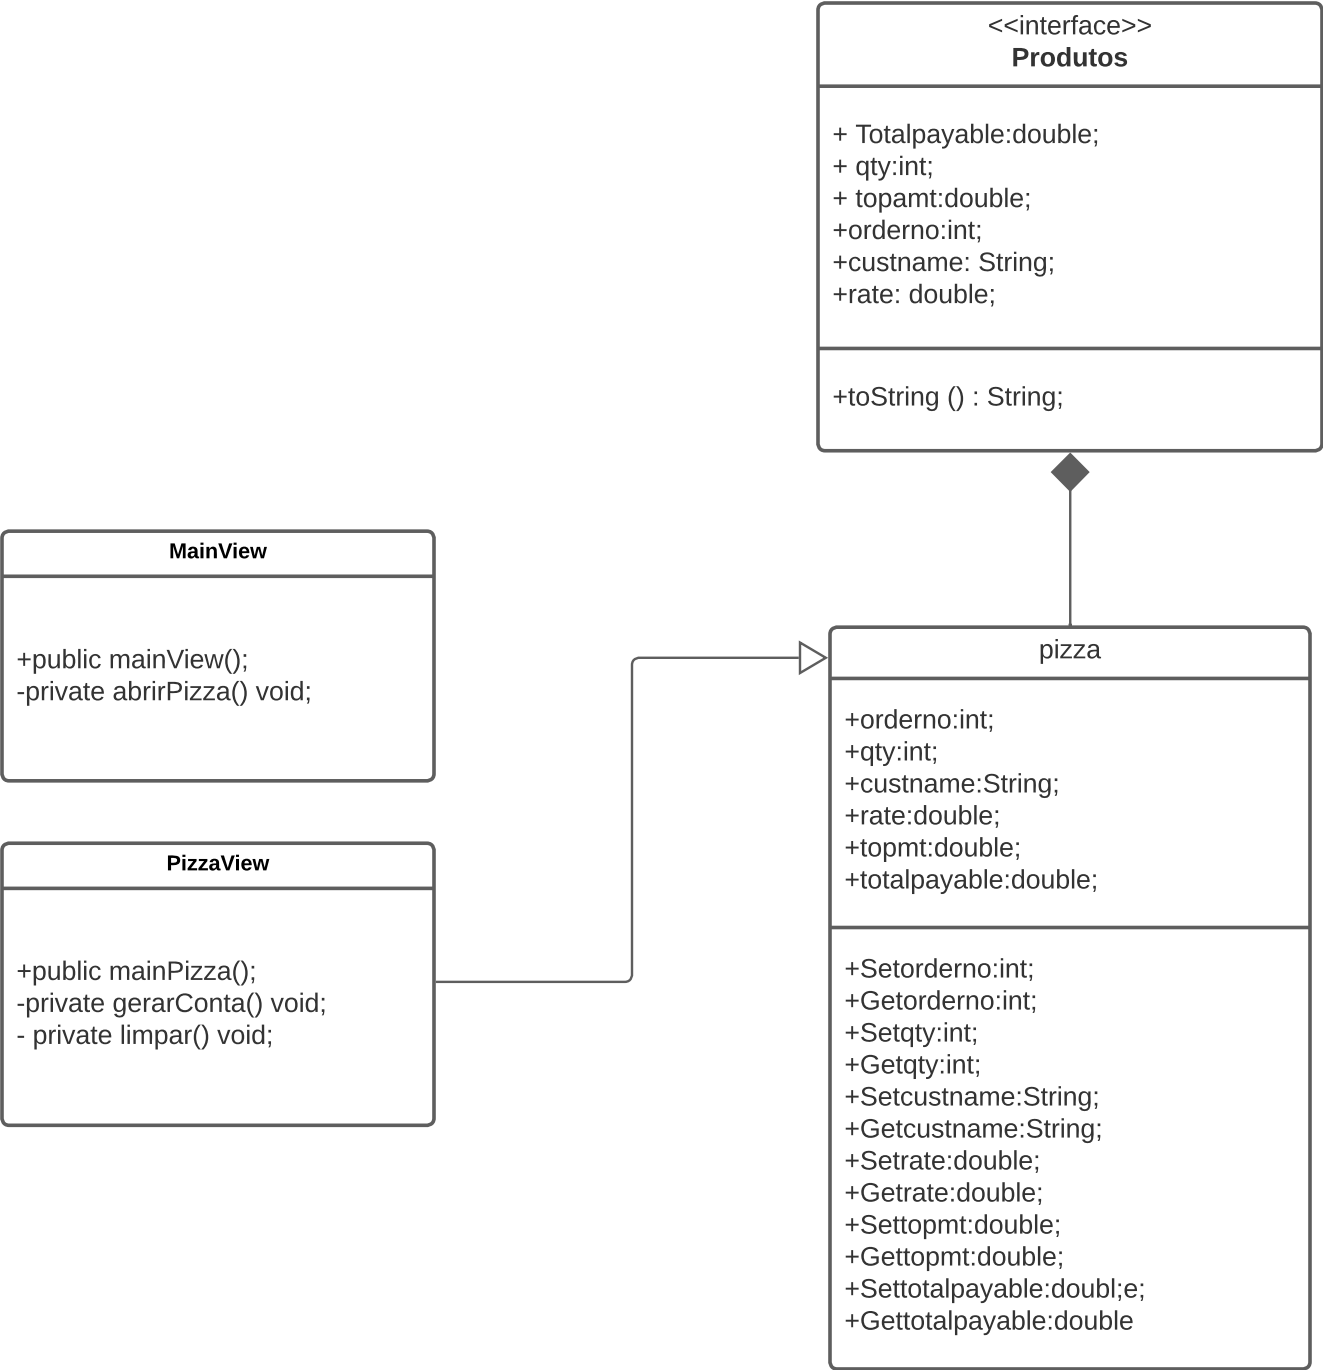 <<interface>>
Produtos
+ Totalpayable:double;
+ qty:int;
+ topamt:double;
+orderno:int;
+custname: String;
+rate: double;
+toString () : String;
MainView
+public mainView();
-private abrirPizza() void;
PizzaView
+public mainPizza();
-private gerarConta() void;
- private limpar() void;
pizza
+orderno:int;
+qty:int;
+custname:String;
+rate:double;
+topmt:double;
+totalpayable:double;
+Setorderno:int;
+Getorderno:int;
+Setqty:int;
+Getqty:int;
+Setcustname:String;
+Getcustname:String;
+Setrate:double;
+Getrate:double;
+Settopmt:double;
+Gettopmt:double;
+Settotalpayable:doubl;e;
+Gettotalpayable:double